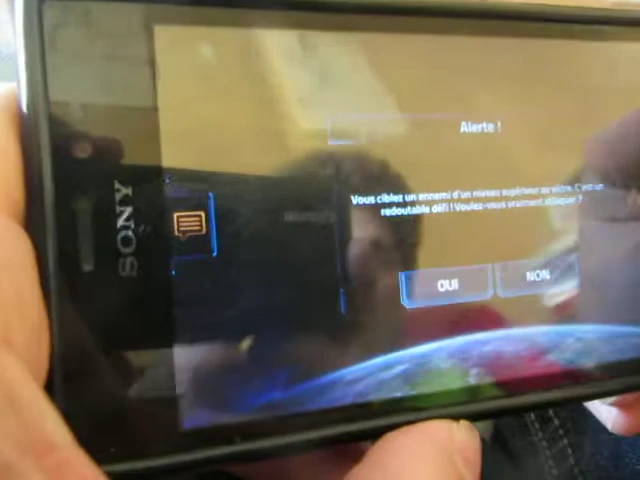 SONY
Alerte !
Vous ciblez un ennemi d'un niveau supérieur au vôtre. C'est un
redoutable défi ! Voulez-vous vraiment attaquer ?
OUI
NON